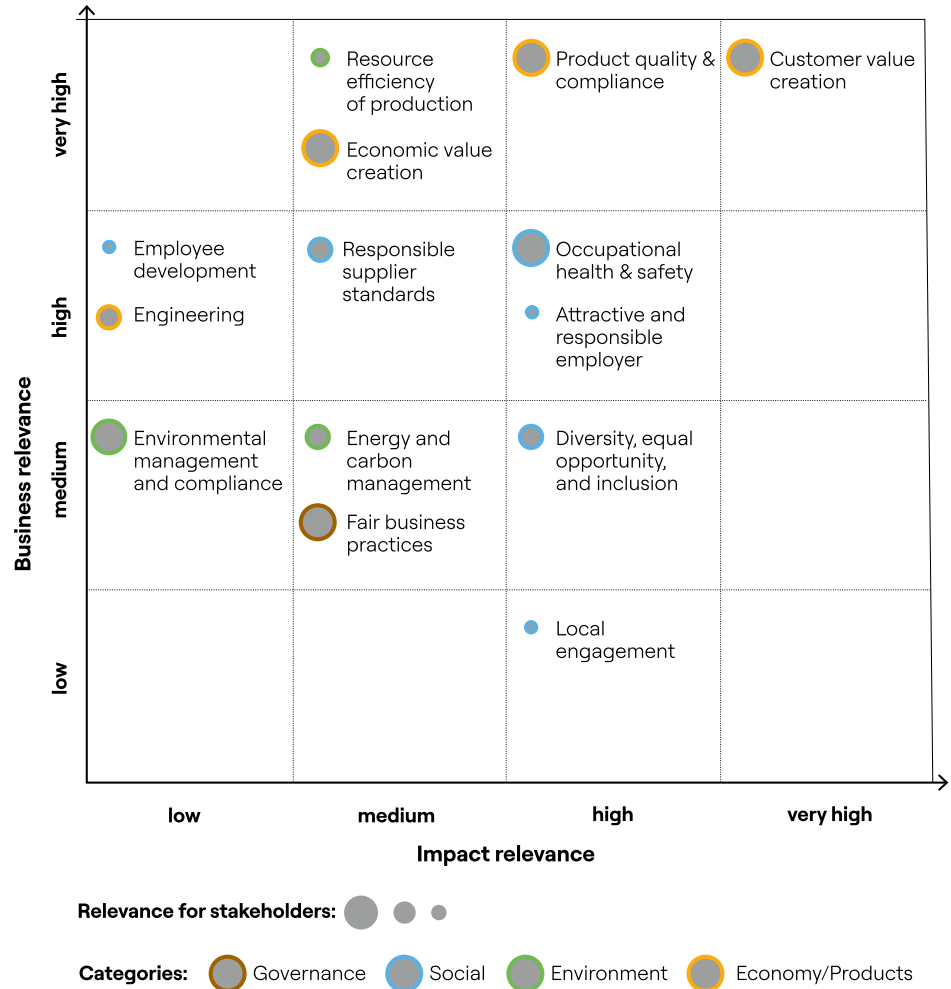 very high
Resource
efficiency
of production
Economic value
creation
Product quality &
compliance
Customer value
creation
high
Employee
development
Engineering
Responsible
supplier
standards
Occupational
health & safety
Attractive and
responsible
employer
Business relevance
medium
Environmental
management
and compliance
Energy and
carbon
management
Fair business
practices
Diversity, equal
opportunity,
and inclusion
low
Local
engagement
low
medium
high
very high
Impact relevance
Relevance for stakeholders:
Categories:
Governance
Social
Environment
Economy/Products